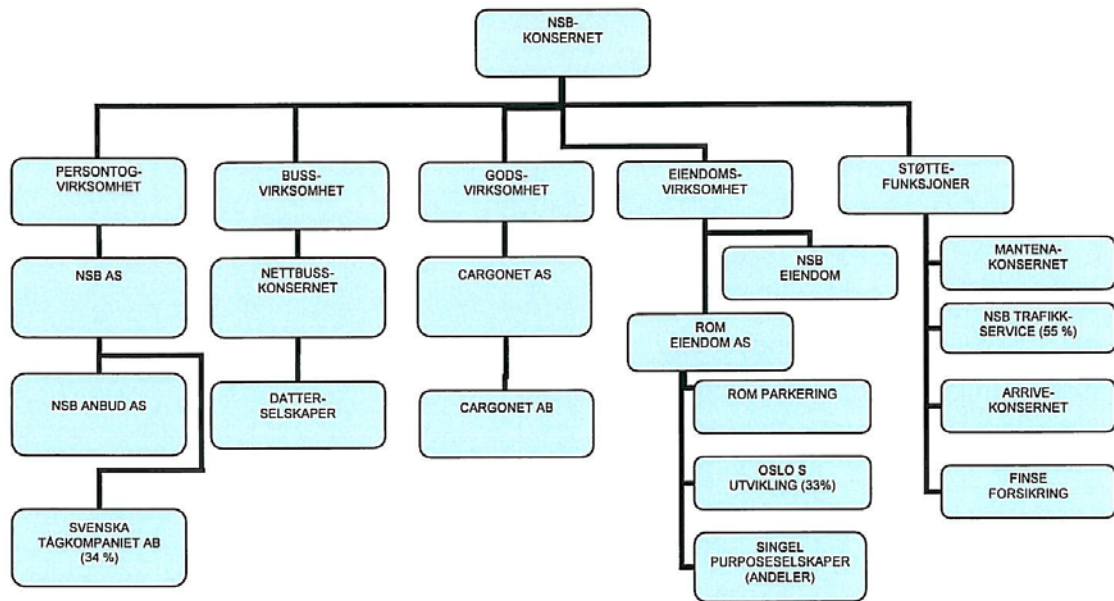 NSB-
KONSERNET
PERSONTOG-
VIRKSOMHET
BUSS-
VIRKSOMHET
GODS-
VIRKSOMHET
EIENDOMS-
VIRKSOMHET
STØTTE-
FUNKSJONER
NSB AS
NETTBUSS-
KONSERNET
CARGONET AS
NSB
EIENDOM
MANTENA-
KONSERNET
ROM
EIENDOM AS
NSB TRAFIKK-
SERVICE (55 %)
NSB ANBUD AS
DATTER-
SELSKAPER
CARGONET AB
ROM PARKERING
ARRIVE-
KONSERNET
OSLO S
UTVIKLING (33%)
FINSE
FORSIKRING
SVENSKA
TÅGKOMPANIET AB
(34 %)
SINGEL
PURPOSESELSKAPER
(ANDELER)